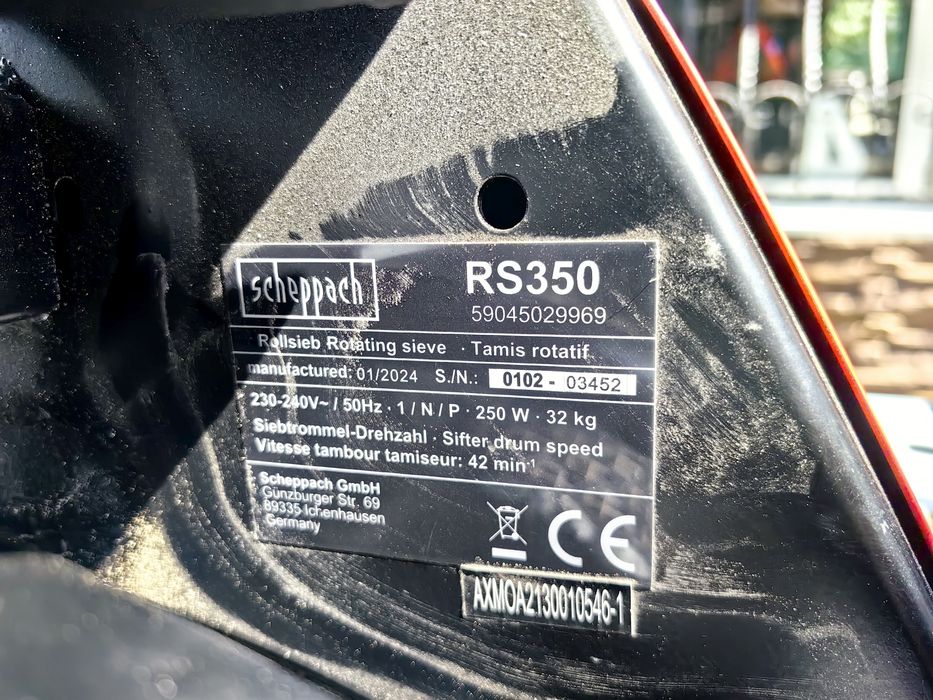 scheppach
RS350
59045029969
Rollsieb Rotating sieve · Tamis rotatif
manufactured: 01/2024 S./N.: 0102 - 03452
230-240V~ / 50Hz · 1 / N / P · 250 W · 32 kg
Siebtrommel-Drehzahl · Sifter drum speed
Vitesse tambour tamiseur: 42 min-1
Scheppach GmbH
Günzburger Str. 69
89335 Ichenhausen
Germany
CE
AXMOA2130010546-1